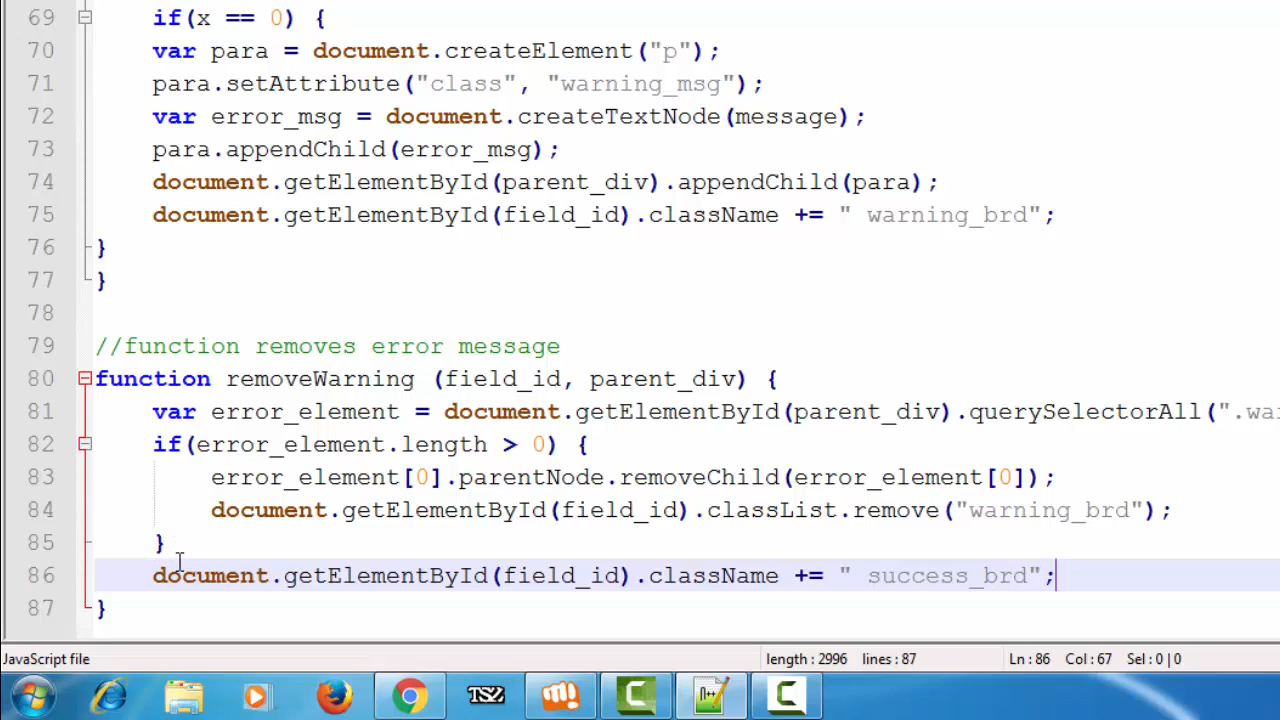 69 if(x == 0) {
70 var para = document.createElement("p");
71 para.setAttribute("class", "warning_msg");
72 var error_msg = document.createTextNode(message);
73 para.appendChild(error_msg);
74 document.getElementById(parent_div).appendChild(para);
75 document.getElementById(field_id).className += " warning_brd";
76 }
77 }
78
79 //function removes error message
80 function removeWarning (field_id, parent_div) {
81 var error_element = document.getElementById(parent_div).querySelectorAll(".wa
82 if(error_element.length > 0) {
83 error_element[0].parentNode.removeChild(error_element[0]);
84 document.getElementById(field_id).classList.remove("warning_brd");
85 }
86 document.getElementById(field_id).className += " success_brd";
87 }
JavaScript file length : 2996 lines : 87 Ln : 86 Col : 67 Sel : 0 | 0
TSZ